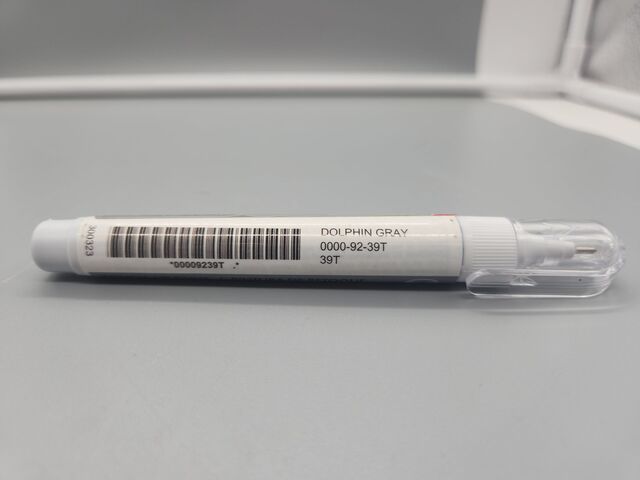 DOLPHIN GRAY
0000-92-39T
39T
*00009239T *
300323